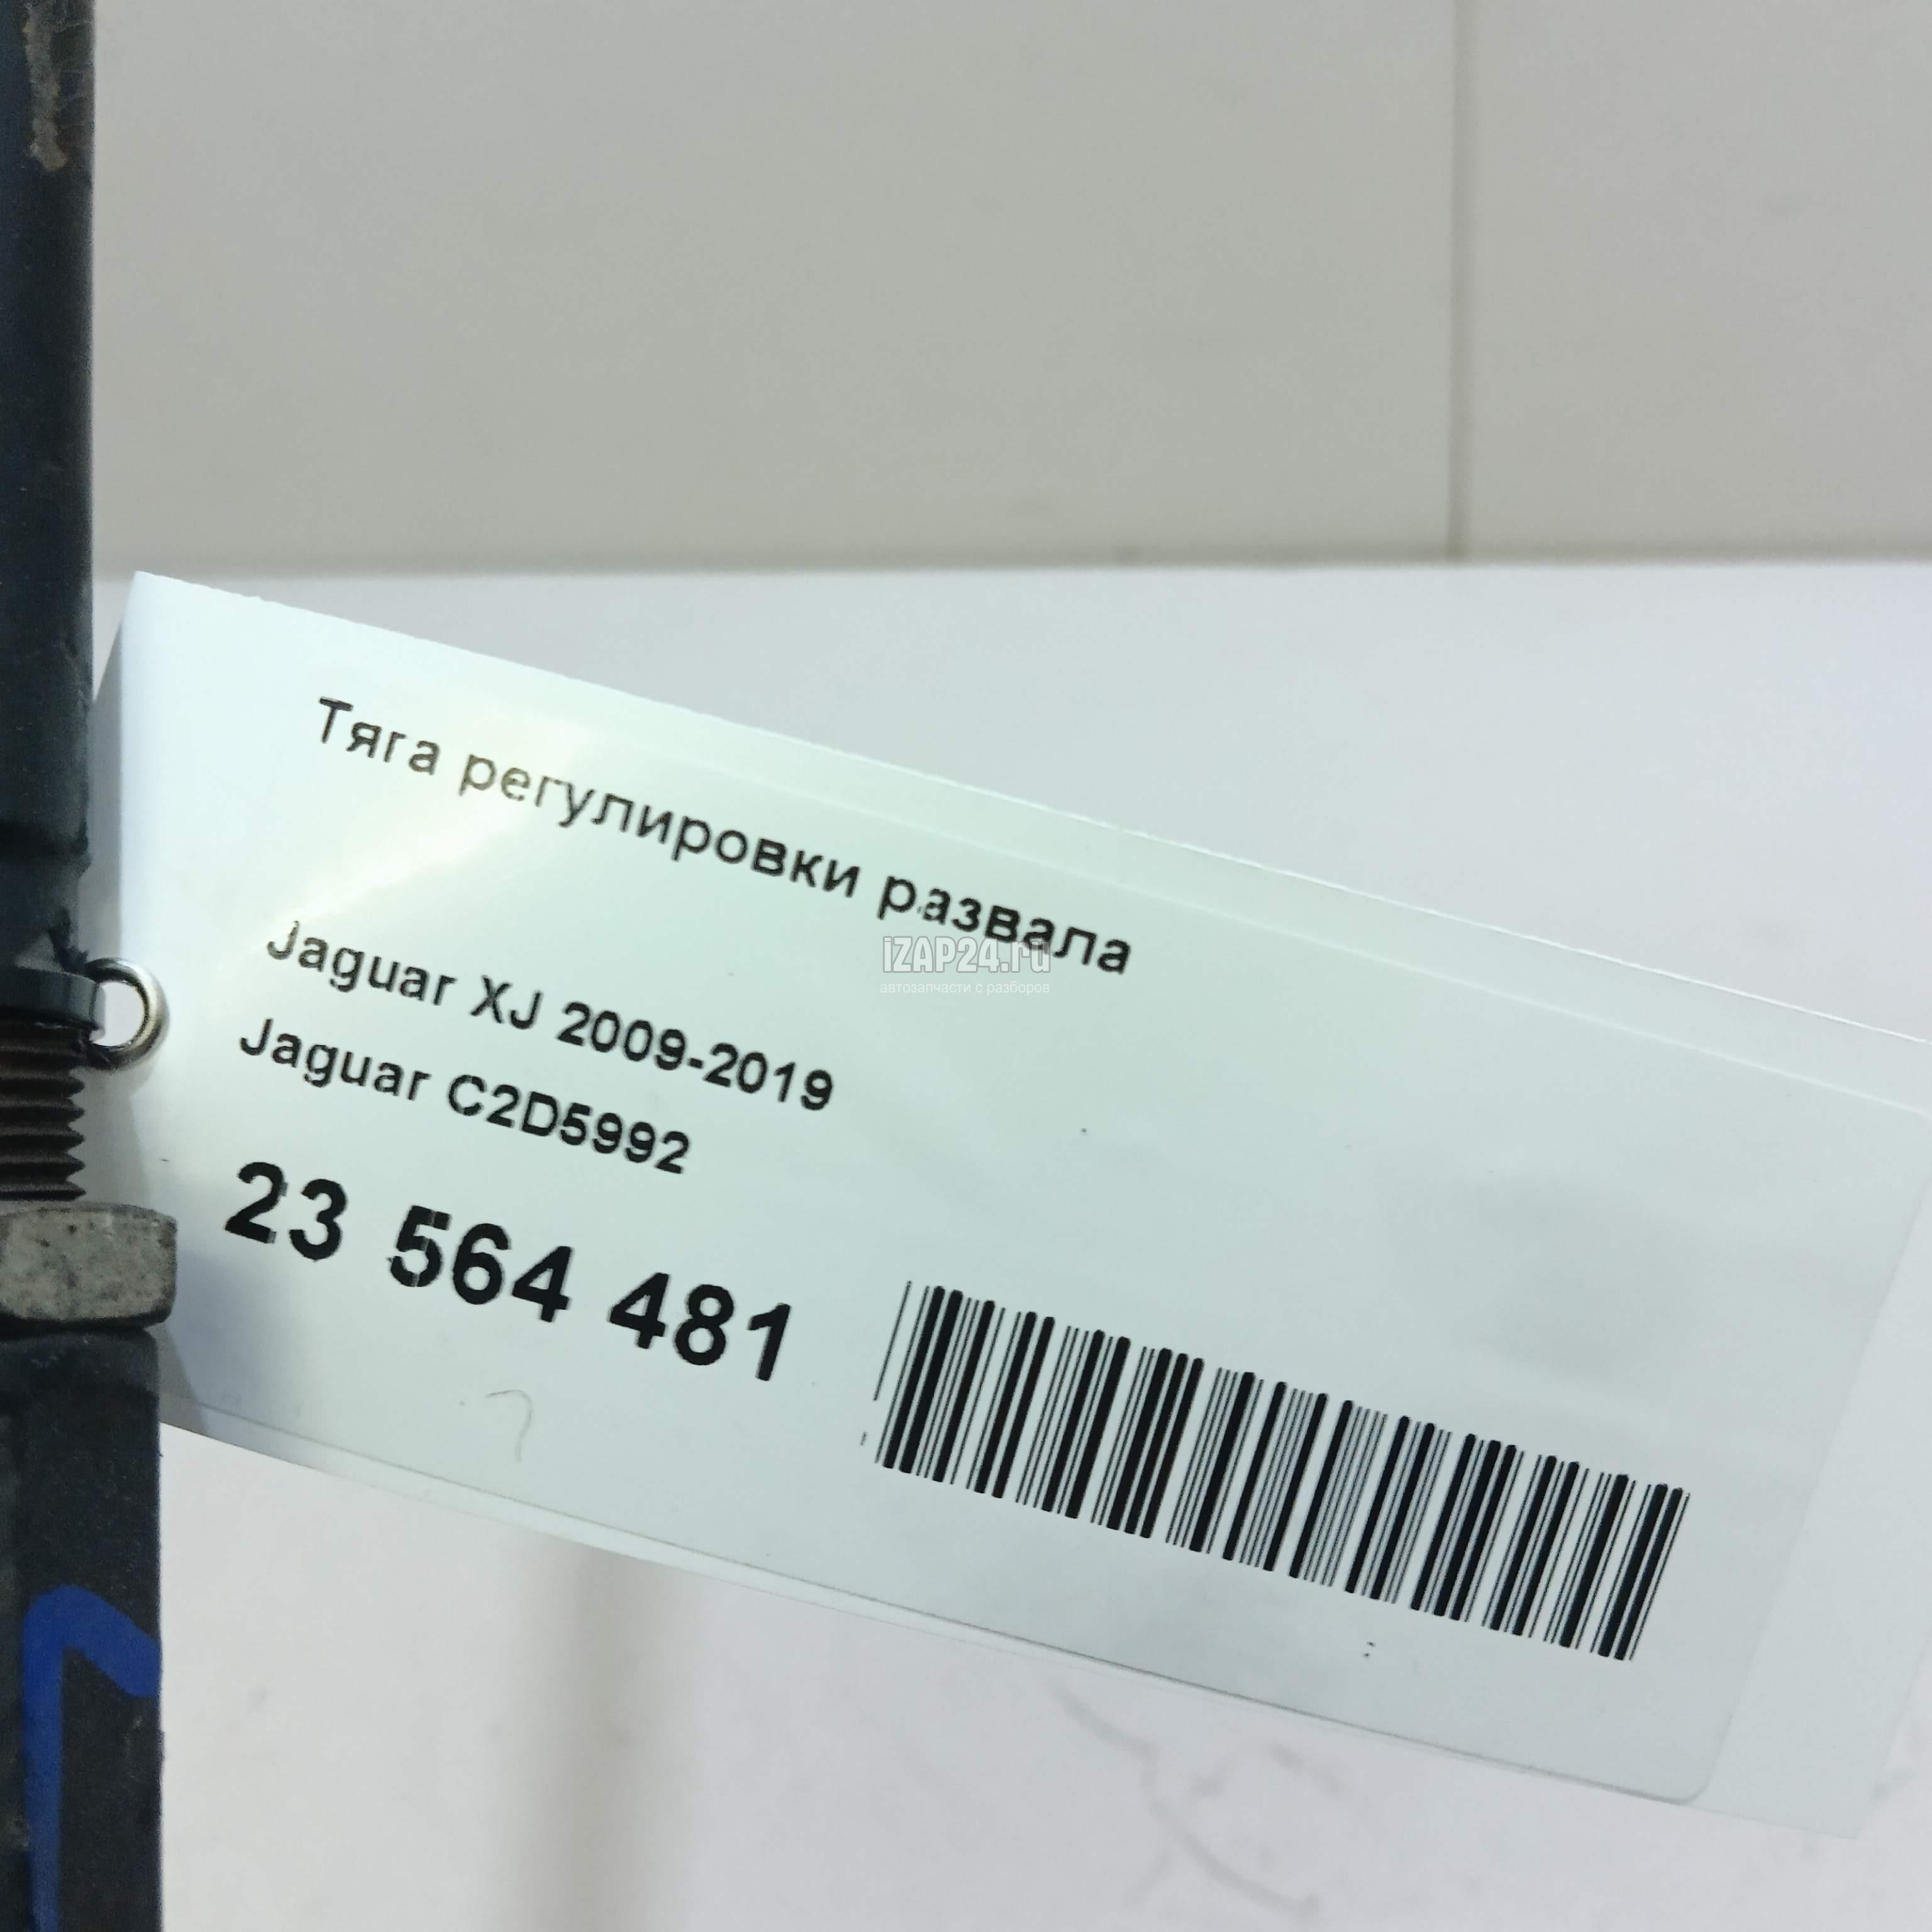 Тяга регулировки развала
iZAP24.ru
автозапчасти с разборов
Jaguar XJ 2009-2019
Jaguar C2D5992
23 564 481